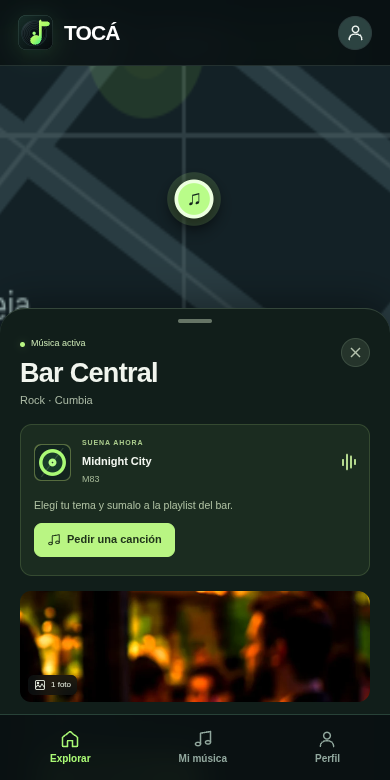 TOCÁ
eja
Música activa
Bar Central
Rock · Cumbia
SUENA AHORA
Midnight City
M83
Elegí tu tema y sumalo a la playlist del bar.
Pedir una canción
1 foto
Explorar
Mi música
Perfil